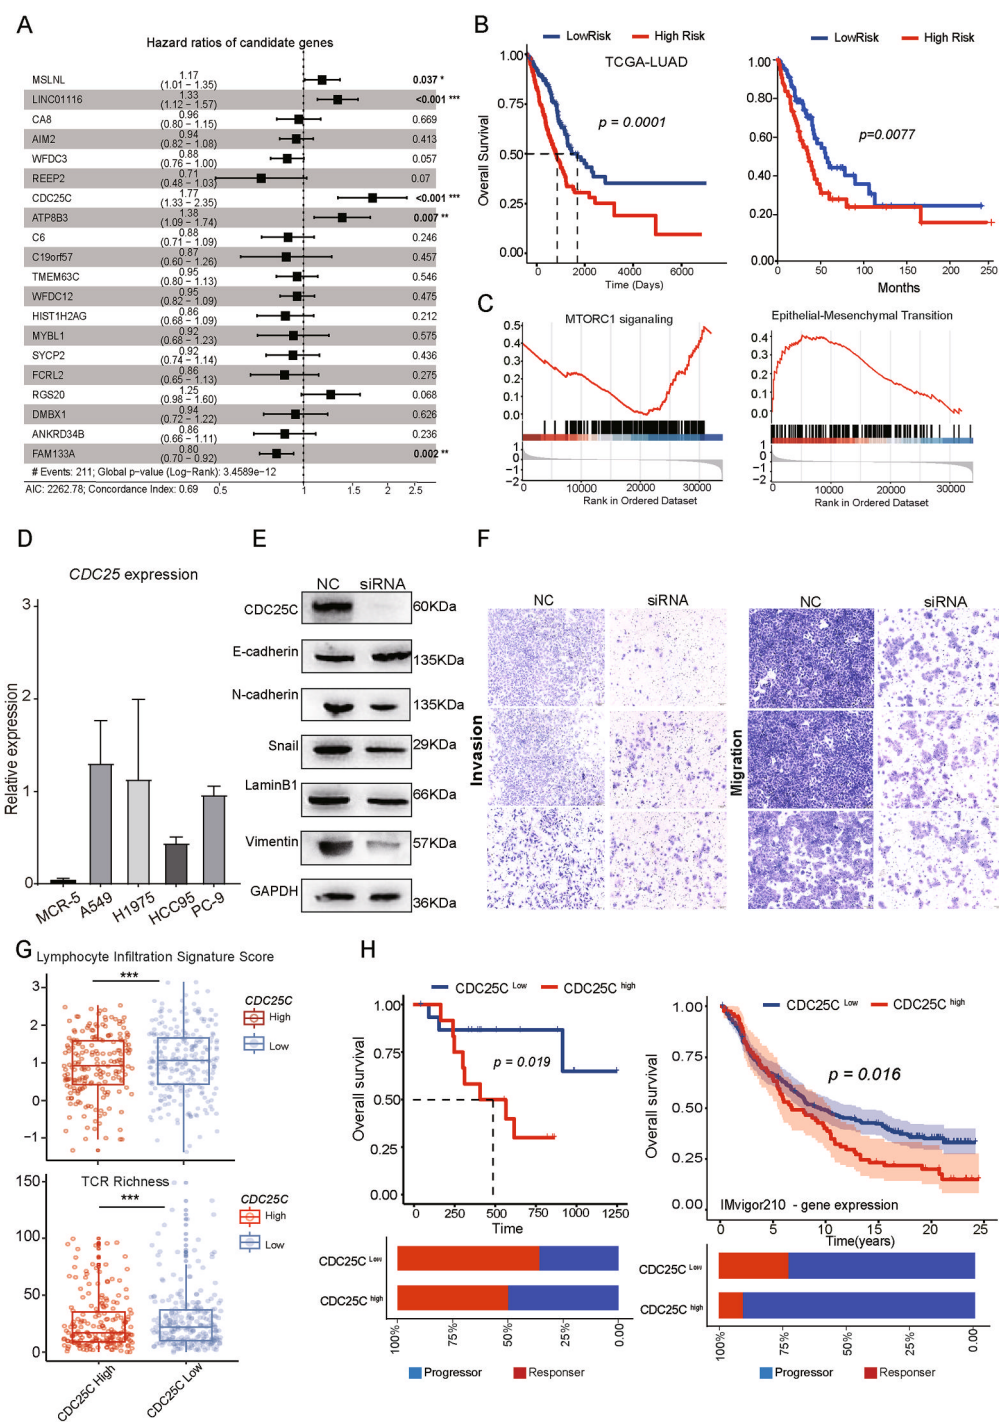 A
Hazard ratios of candidate genes
MSLNL 1.17 (1.01 − 1.35) 0.037 *
LINC01116 1.33 (1.12 − 1.57) <0.001 ***
CA8 0.96 (0.80 − 1.15) 0.669
AIM2 0.94 (0.82 − 1.08) 0.413
WFDC3 0.88 (0.76 − 1.00) 0.057
REEP2 0.71 (0.48 − 1.03) 0.07
CDC25C 1.77 (1.33 − 2.35) <0.001 ***
ATP8B3 1.38 (1.09 − 1.74) 0.007 **
C6 0.88 (0.71 − 1.09) 0.246
C19orf57 0.87 (0.60 − 1.26) 0.457
TMEM63C 0.95 (0.80 − 1.13) 0.546
WFDC12 0.95 (0.82 − 1.09) 0.475
HIST1H2AG 0.86 (0.68 − 1.09) 0.212
MYBL1 0.92 (0.68 − 1.23) 0.575
SYCP2 0.92 (0.74 − 1.14) 0.436
FCRL2 0.86 (0.65 − 1.13) 0.275
RGS20 1.25 (0.98 − 1.60) 0.068
DMBX1 0.94 (0.72 − 1.22) 0.626
ANKRD34B 0.86 (0.66 − 1.11) 0.236
FAM133A 0.80 (0.70 − 0.92) 0.002 **
# Events: 211; Global p−value (Log−Rank): 3.4589e−12
AIC: 2262.78; Concordance Index: 0.69
0.5 1 1.5 2 2.5
B
LowRisk High Risk
TCGA-LUAD
p = 0.0001
Overall Survival
1.00
0.75
0.50
0.25
0.00
0 2000 4000 6000
Time (Days)
LowRisk High Risk
p=0.0077
1.00
0.80
0.60
0.40
0.20
0.00
0 50 100 150 200 250
Months
C
MTORC1 siganaling
0.5
0.4
0.3
0.2
0.1
0.0
1
0
−1
−2
10000 20000 30000
Rank in Ordered Dataset
Epithelial-Mesenchymal Transition
0.4
0.3
0.2
0.1
0.0
1
0
−1
−2
10000 20000 30000
Rank in Ordered Dataset
D
CDC25 expression
Relative expression
3
2
1
0
MCR-5 A549 H1975 HCC95 PC-9
E
NC siRNA
CDC25C 60KDa
E-cadherin 135KDa
N-cadherin 135KDa
Snail 29KDa
LaminB1 66KDa
Vimentin 57KDa
GAPDH 36KDa
F
NC siRNA
Invasion
NC siRNA
Migration
G
Lymphocyte Infiltration Signature Score
***
3
2
1
0
−1
CDC25C
High
Low
TCR Richness
***
150
100
50
0
CDC25C
High
Low
CDC25C High CDC25C Low
H
CDC25C Low CDC25C high
p = 0.019
Overall survival
1.00
0.75
0.50
0.25
0.00
0 250 500 750 1000 1250
Time
CDC25C Low
CDC25C high
100% 75% 50% 25% 0.00
Progressor Responser
CDC25C Low CDC25C high
p = 0.016
Overall survival
1.00
0.75
0.50
0.25
0.00
IMvigor210 - gene expression
0 5 10 15 20 25
Time(years)
CDC25C Low
CDC25C high
100% 75% 50% 25% 0.00
Progressor Responser